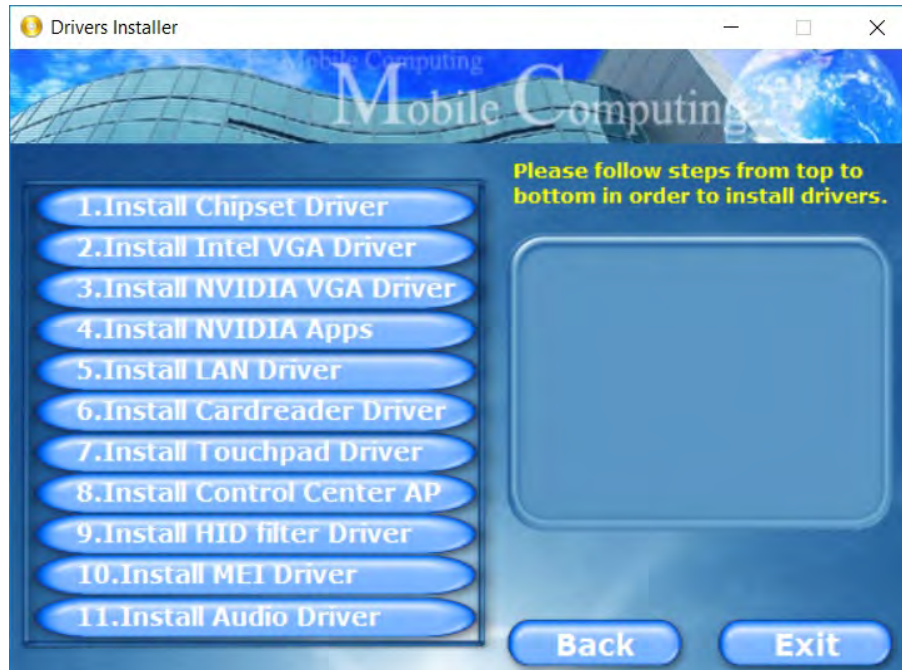 Drivers Installer
Mobile Computing
Mobile Computing
Please follow steps from top to
bottom in order to install drivers.
1.Install Chipset Driver
2.Install Intel VGA Driver
3.Install NVIDIA VGA Driver
4.Install NVIDIA Apps
5.Install LAN Driver
6.Install Cardreader Driver
7.Install Touchpad Driver
8.Install Control Center AP
9.Install HID filter Driver
10.Install MEI Driver
11.Install Audio Driver
Back
Exit